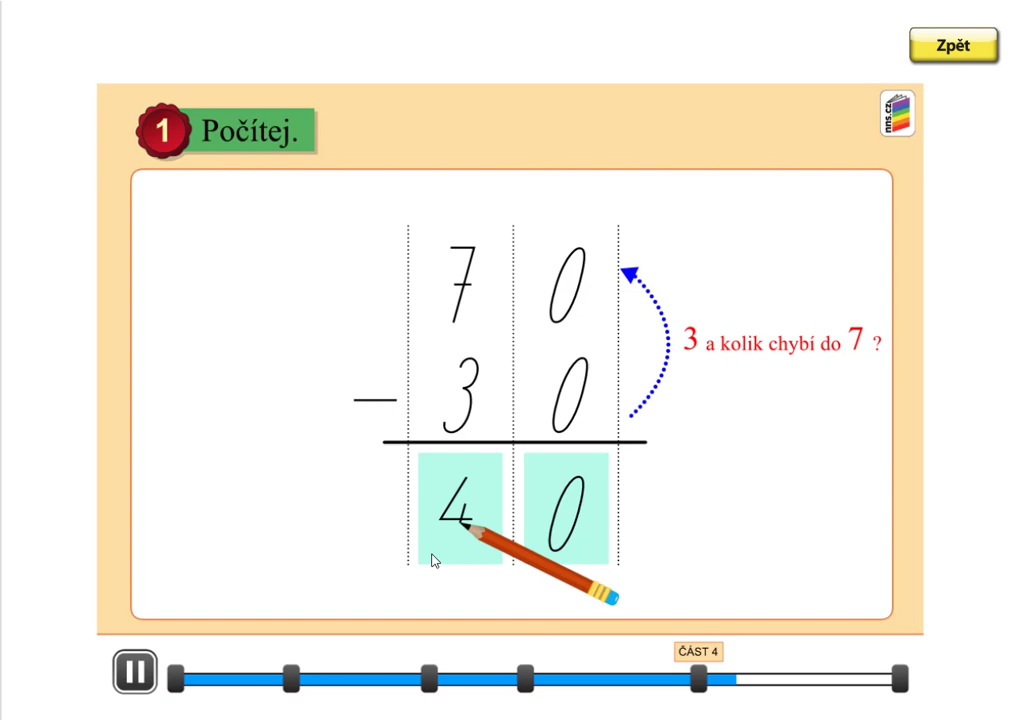 Zpět
1 Počítej.
nns.cz
7 0
3 a kolik chybí do 7 ?
— 3 0
4 0
ČÁST 4